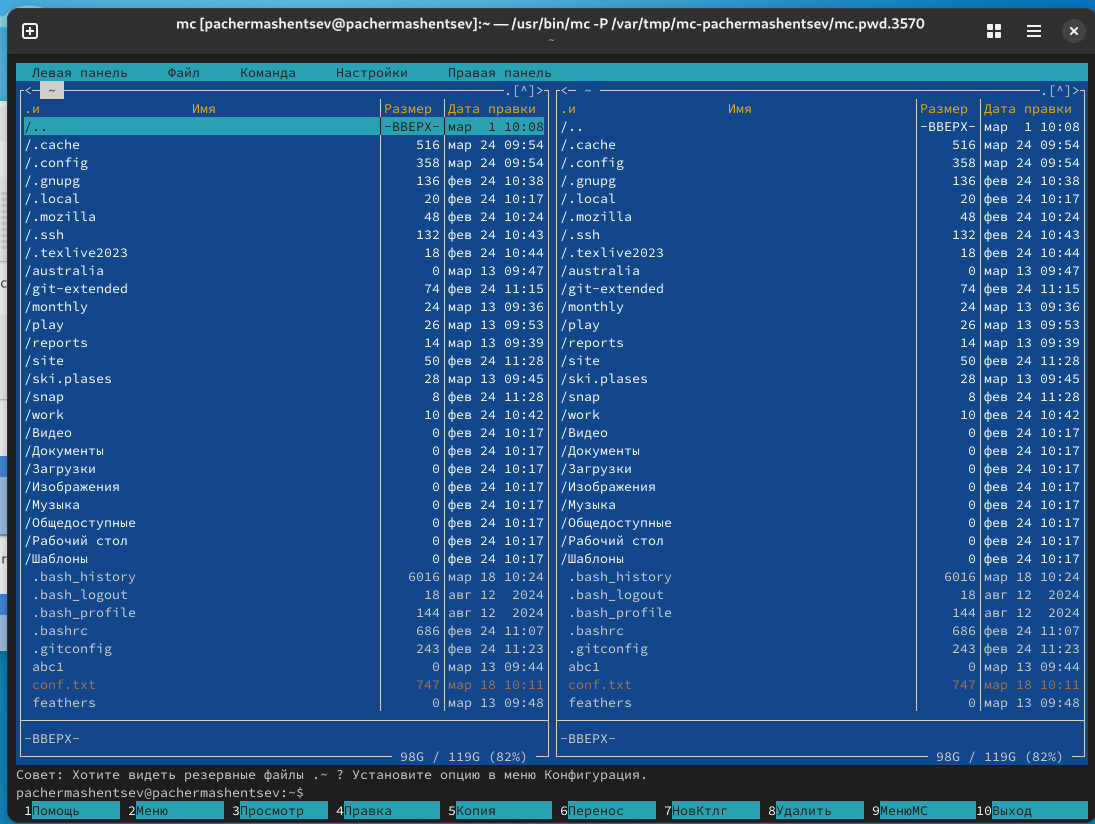 mc [pachermashentsev@pachermashentsev]:~ — /usr/bin/mc -P /var/tmp/mc-pachermashentsev/mc.pwd.3570
~
Левая панель Файл Команда Настройки Правая панель
<─ ~ ──.[^]>┐┌<─ ~ ──.[^]>
.и Имя Размер Дата правки .и Имя Размер Дата правки
/.. -ВВЕРХ- мар 1 10:08 /.. -ВВЕРХ- мар 1 10:08
/.cache 516 мар 24 09:54 /.cache 516 мар 24 09:54
/.config 358 мар 24 09:54 /.config 358 мар 24 09:54
/.gnupg 136 фев 24 10:38 /.gnupg 136 фев 24 10:38
/.local 20 фев 24 10:17 /.local 20 фев 24 10:17
/.mozilla 48 фев 24 10:24 /.mozilla 48 фев 24 10:24
/.ssh 132 фев 24 10:43 /.ssh 132 фев 24 10:43
/.texlive2023 18 фев 24 10:44 /.texlive2023 18 фев 24 10:44
/australia 0 мар 13 09:47 /australia 0 мар 13 09:47
/git-extended 74 фев 24 11:15 /git-extended 74 фев 24 11:15
/monthly 24 мар 13 09:36 /monthly 24 мар 13 09:36
/play 26 мар 13 09:53 /play 26 мар 13 09:53
/reports 14 мар 13 09:39 /reports 14 мар 13 09:39
/site 50 фев 24 11:28 /site 50 фев 24 11:28
/ski.plases 28 мар 13 09:45 /ski.plases 28 мар 13 09:45
/snap 8 фев 24 11:28 /snap 8 фев 24 11:28
/work 10 фев 24 10:42 /work 10 фев 24 10:42
/Видео 0 фев 24 10:17 /Видео 0 фев 24 10:17
/Документы 0 фев 24 10:17 /Документы 0 фев 24 10:17
/Загрузки 0 фев 24 10:17 /Загрузки 0 фев 24 10:17
/Изображения 0 фев 24 10:17 /Изображения 0 фев 24 10:17
/Музыка 0 фев 24 10:17 /Музыка 0 фев 24 10:17
/Общедоступные 0 фев 24 10:17 /Общедоступные 0 фев 24 10:17
/Рабочий стол 0 фев 24 10:17 /Рабочий стол 0 фев 24 10:17
/Шаблоны 0 фев 24 10:17 /Шаблоны 0 фев 24 10:17
.bash_history 6016 мар 18 10:24 .bash_history 6016 мар 18 10:24
.bash_logout 18 авг 12 2024 .bash_logout 18 авг 12 2024
.bash_profile 144 авг 12 2024 .bash_profile 144 авг 12 2024
.bashrc 686 фев 24 11:07 .bashrc 686 фев 24 11:07
.gitconfig 243 фев 24 11:23 .gitconfig 243 фев 24 11:23
abc1 0 мар 13 09:44 abc1 0 мар 13 09:44
conf.txt 747 мар 18 10:11 conf.txt 747 мар 18 10:11
feathers 0 мар 13 09:48 feathers 0 мар 13 09:48
-ВВЕРХ- -ВВЕРХ-
98G / 119G (82%) 98G / 119G (82%)
Совет: Хотите видеть резервные файлы .~ ? Установите опцию в меню Конфигурация.
pachermashentsev@pachermashentsev:~$
1Помощь 2Меню 3Просмотр 4Правка 5Копия 6Перенос 7НовКтлг 8Удалить 9МенюМС 10Выход